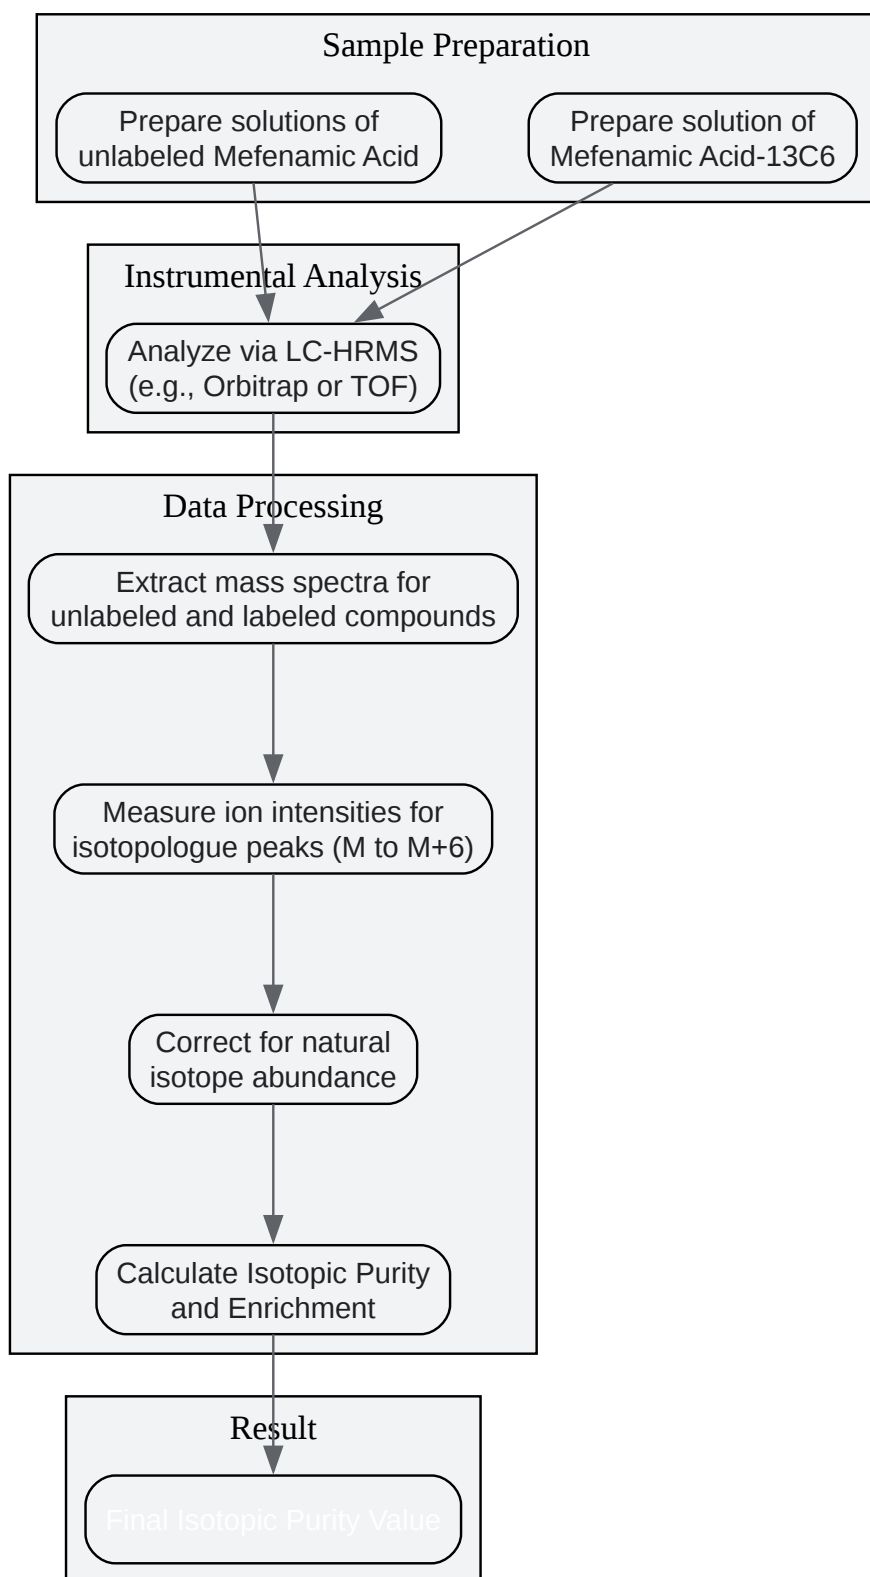 Sample Preparation
Prepare solutions of
unlabeled Mefenamic Acid
Prepare solution of
Mefenamic Acid-13C6
Instrumental Analysis
Analyze via LC-HRMS
(e.g., Orbitrap or TOF)
Data Processing
Extract mass spectra for
unlabeled and labeled compounds
Measure ion intensities for
isotopologue peaks (M to M+6)
Correct for natural
isotope abundance
Calculate Isotopic Purity
and Enrichment
Result
Final Isotopic Purity Value